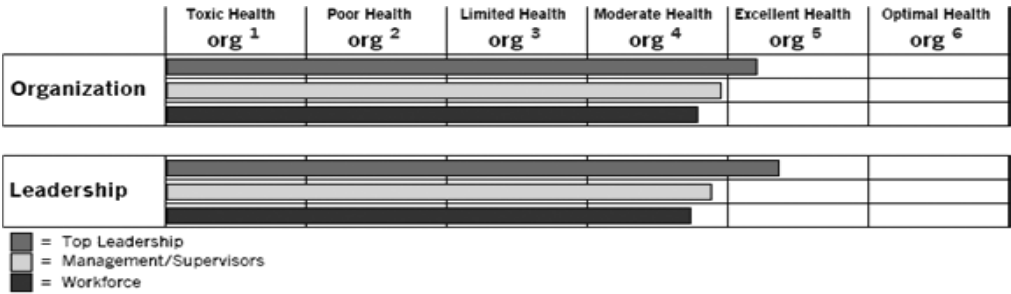 Toxic Health Poor Health Limited Health Moderate Health Excellent Health Optimal Health
org 1 org 2 org 3 org 4 org 5 org 6
Organization
Leadership
= Top Leadership
= Management/Supervisors
= Workforce